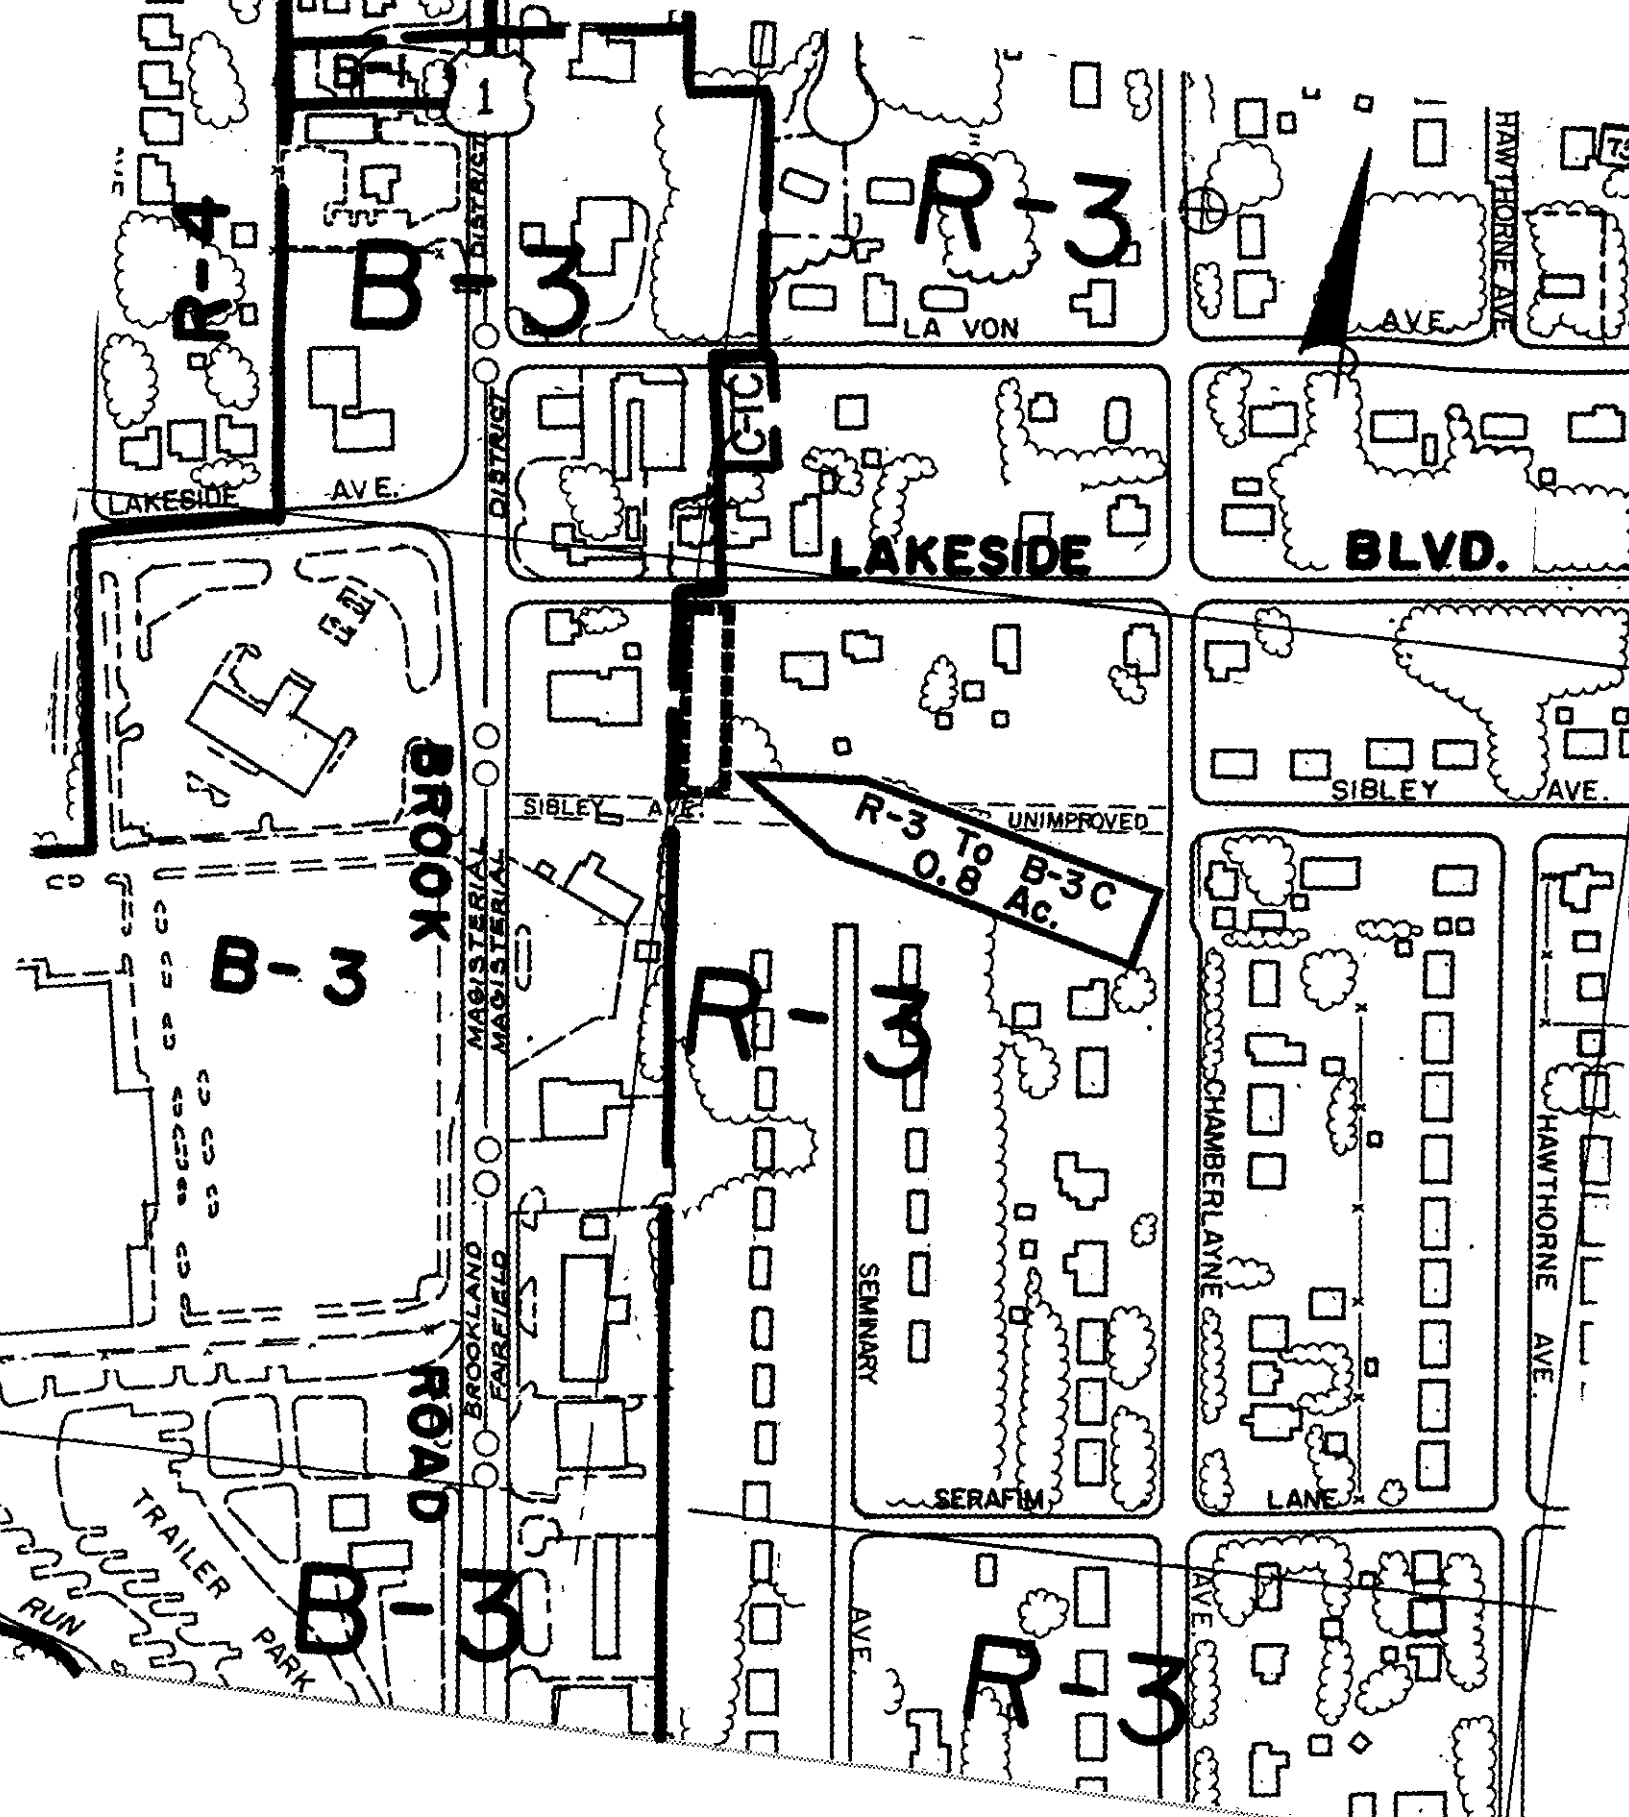 B-1
1
R-4
B-3
DISTRICT
R-3
HAWTHORNE AVE
LA VON
AVE
C-1C
DISTRICT
LAKESIDE AVE.
LAKESIDE BLVD.
SIBLEY AVE.
SIBLEY AVE.
UNIMPROVED
R-3 To B-3C
0.8 Ac.
BROOK
MAGISTERIAL
MAGISTERIAL
B-3
R-3
CHAMBERLAYNE
HAWTHORNE
AVE.
SEMINARY
BROOKLAND
FAIRFIELD
ROAD
SERAFIM LANE
TRAILER
PARK
RUN
B-3
AVE.
AVE.
R-3